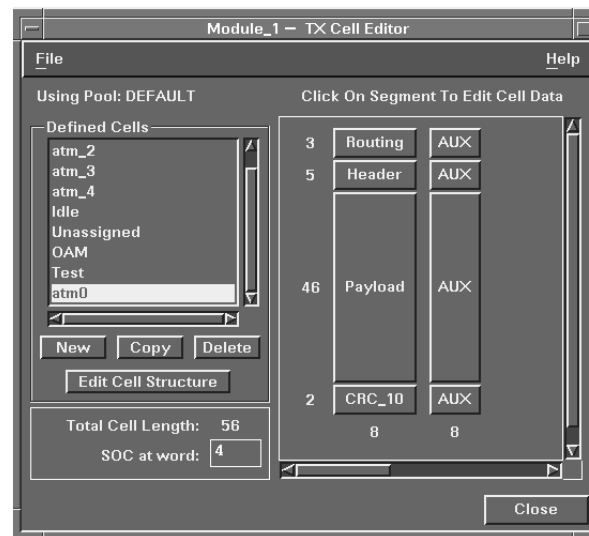 Module_1 — TX Cell Editor
File Help
Using Pool: DEFAULT
Click On Segment To Edit Cell Data
Defined Cells
atm_2
atm_3
atm_4
Idle
Unassigned
OAM
Test
atm0
New Copy Delete
Edit Cell Structure
Total Cell Length: 56
SOC at word: 4
3 Routing AUX
5 Header AUX
46 Payload AUX
2 CRC_10 AUX
8 8
Close